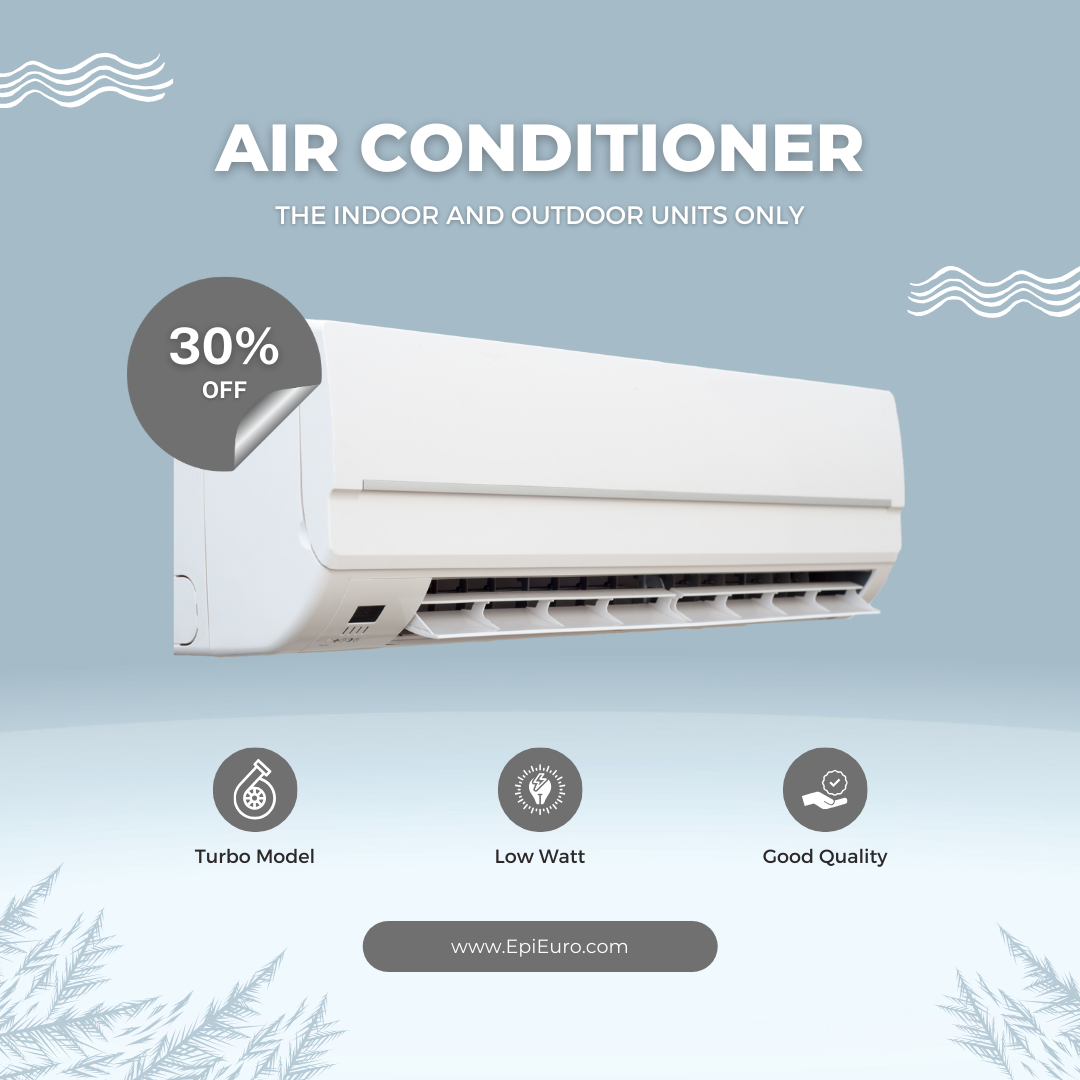 AIR CONDITIONER
THE INDOOR AND OUTDOOR UNITS ONLY
30%
OFF
Turbo Model
Low Watt
Good Quality
www.EpiEuro.com